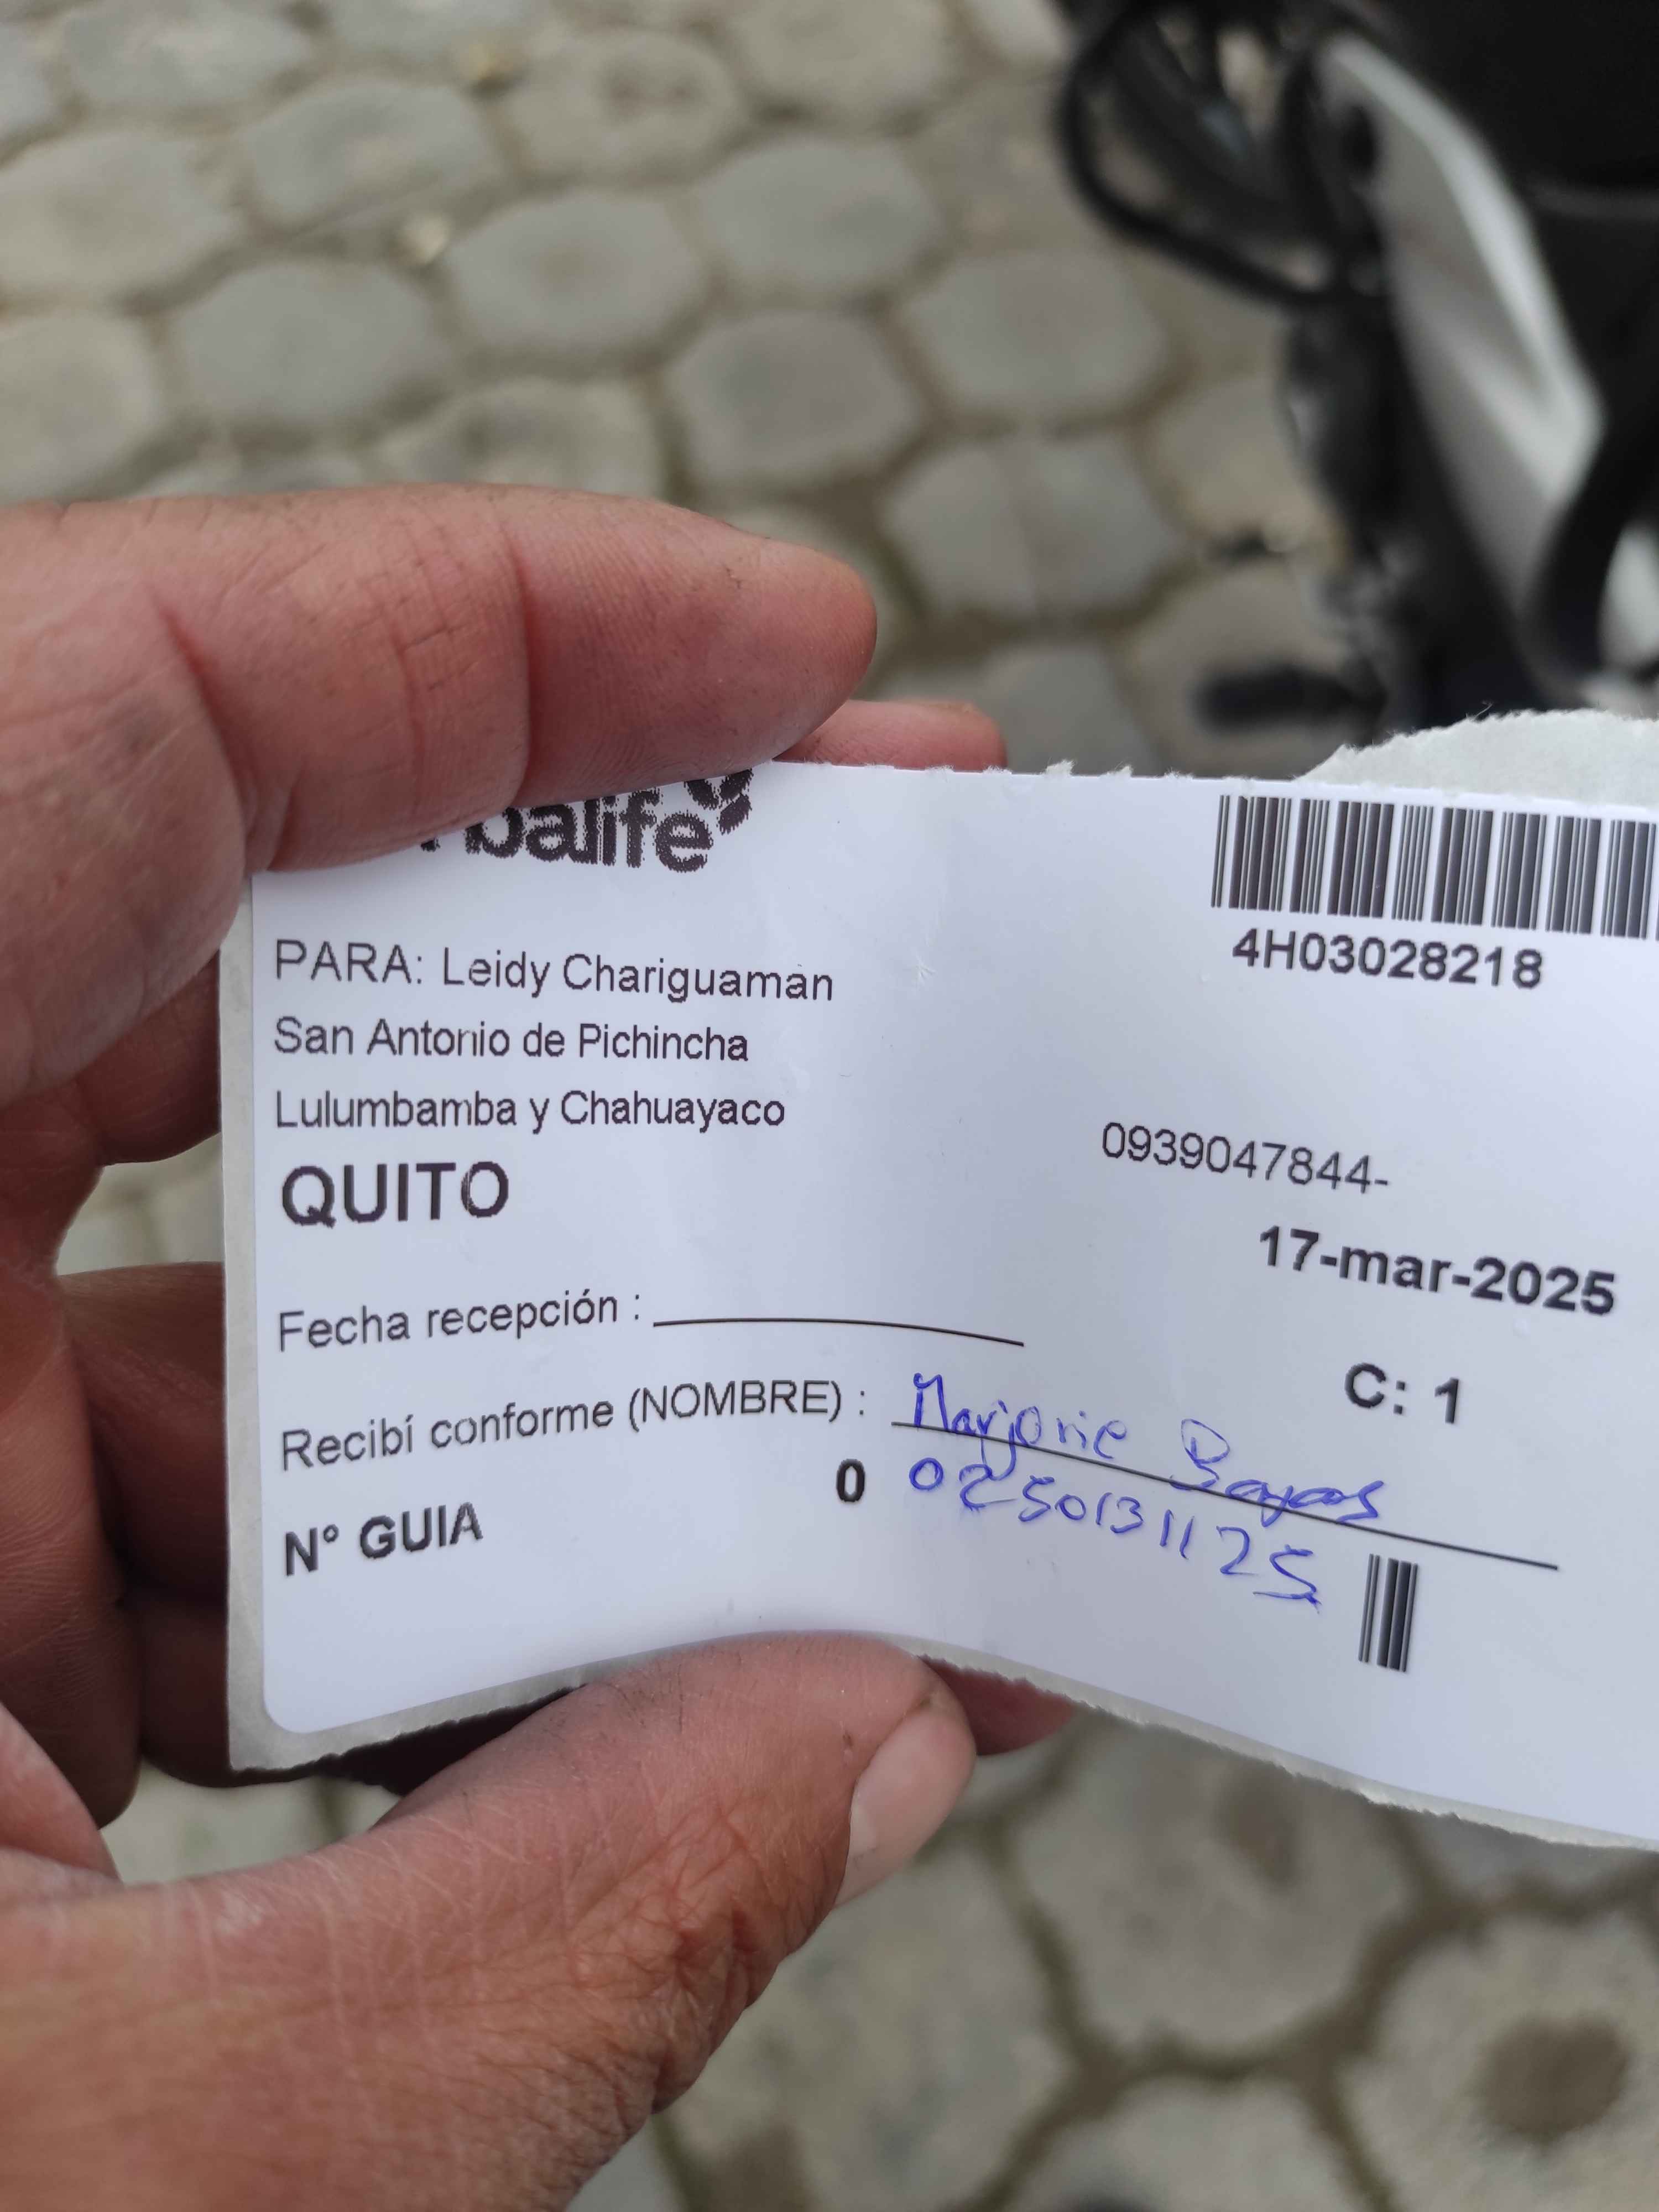 balife
4H03028218
PARA: Leidy Chariguaman
San Antonio de Pichincha
Lulumbamba y Chahuayaco
0939047844-
QUITO
17-mar-2025
Fecha recepción :
C: 1
Recibí conforme (NOMBRE) : Marjorie Bayas
Nº GUIA 0 0250131125